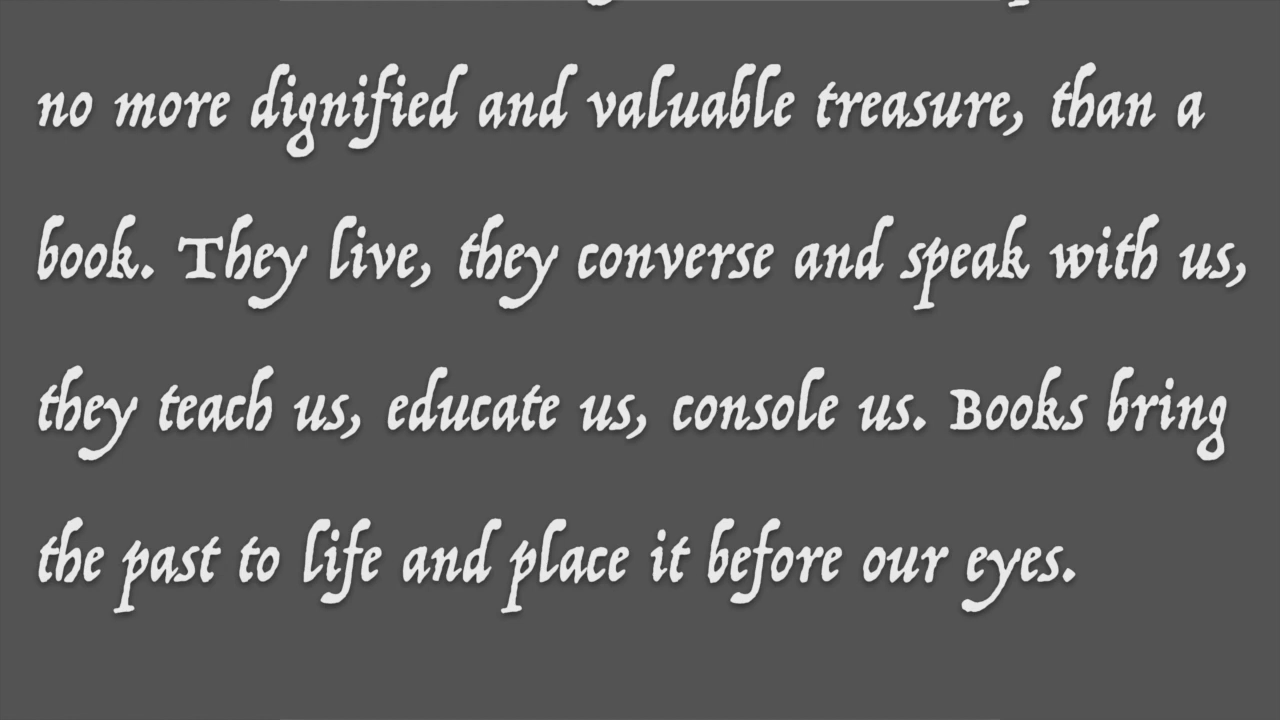 no more dignified and valuable treasure, than a
book. They live, they converse and speak with us,
they teach us, educate us, console us. Books bring
the past to life and place it before our eyes.